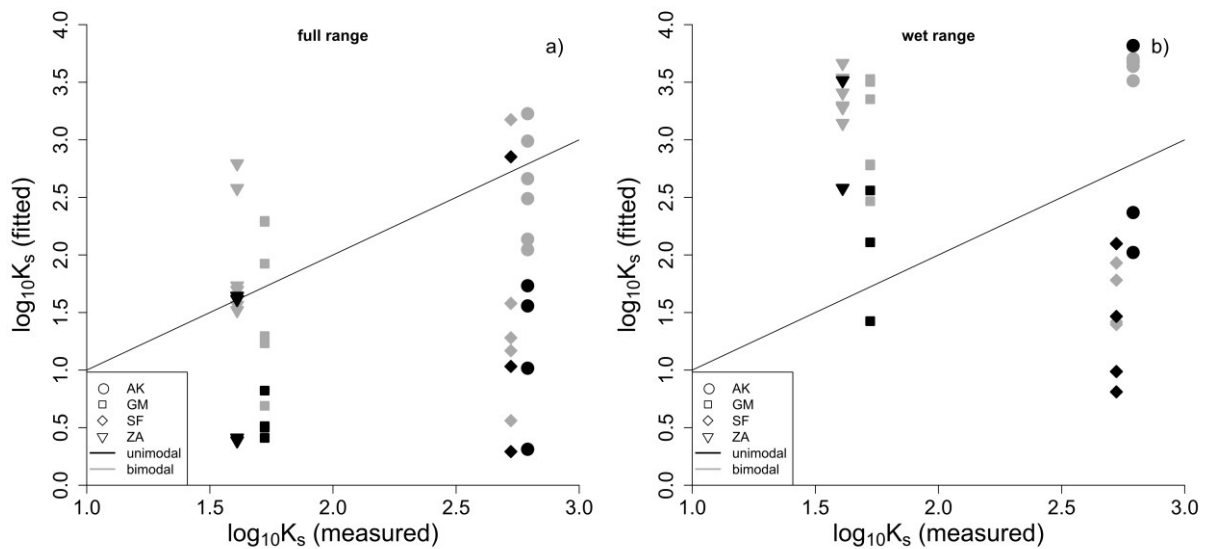 full range
a)
4.0
3.5
3.0
2.5
2.0
1.5
1.0
0.5
0.0
log10Ks (fitted)
AK
GM
SF
ZA
unimodal
bimodal
1.0 1.5 2.0 2.5 3.0
log10Ks (measured)
wet range
b)
4.0
3.5
3.0
2.5
2.0
1.5
1.0
0.5
0.0
log10Ks (fitted)
AK
GM
SF
ZA
unimodal
bimodal
1.0 1.5 2.0 2.5 3.0
log10Ks (measured)